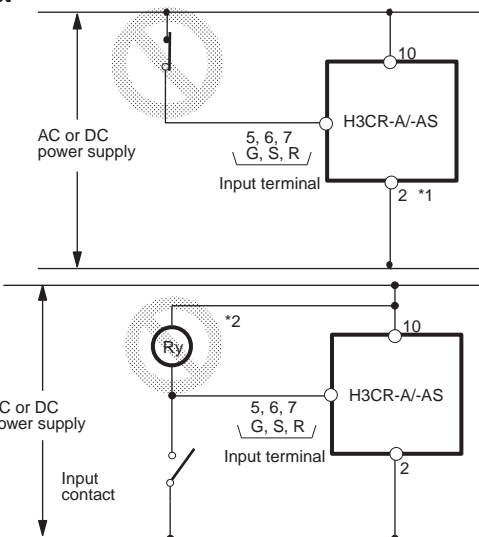 10
AC or DC
power supply
H3CR-A/-AS
5, 6, 7
G, S, R
Input terminal
2 *1
*2
10
Ry
C or DC
ower supply
H3CR-A/-AS
5, 6, 7
G, S, R
Input terminal
Input
contact
2